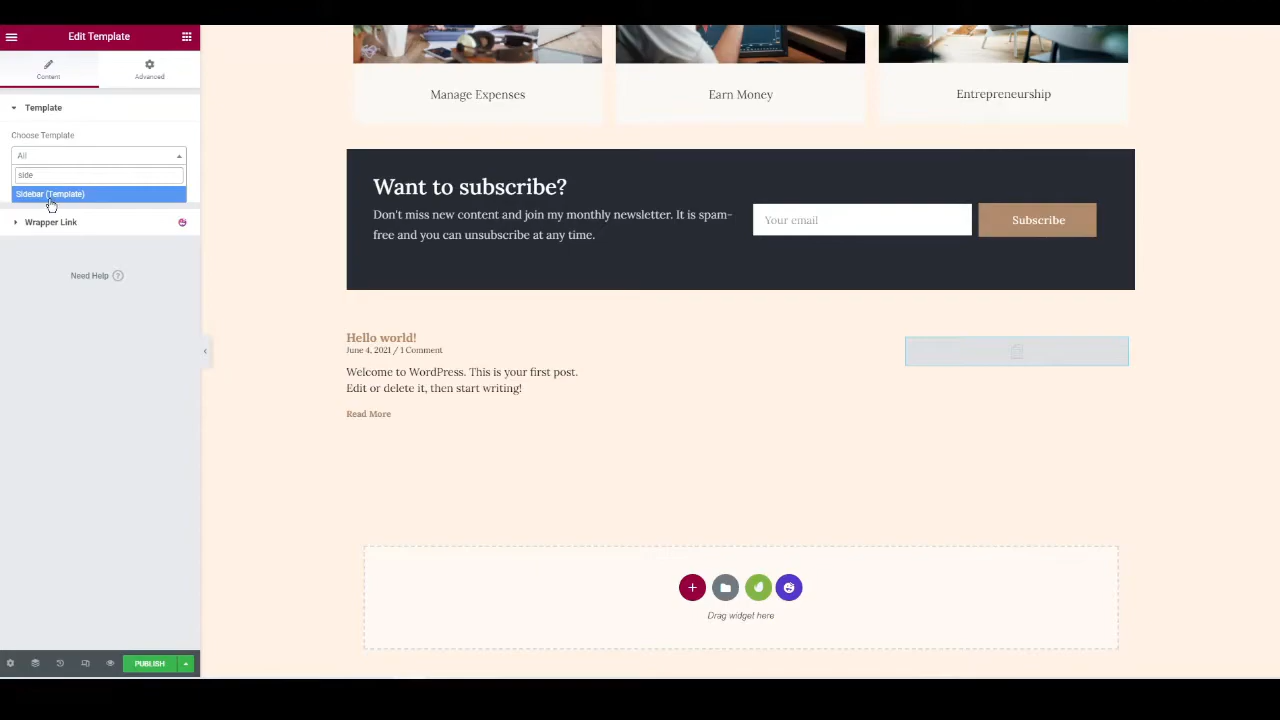 Edit Template
Content
Advanced
Template
Choose Template
All
side
Sidebar (Template)
Wrapper Link
Need Help ?
PUBLISH
Manage Expenses
Earn Money
Entrepreneurship
Want to subscribe?
Don't miss new content and join my monthly newsletter. It is spam-
free and you can unsubscribe at any time.
Your email
Subscribe
Hello world!
June 4, 2021 / 1 Comment
Welcome to WordPress. This is your first post.
Edit or delete it, then start writing!
Read More
Drag widget here